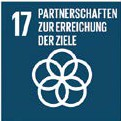 17 PARTNERSCHAFTEN
ZUR ERREICHUNG
DER ZIELE